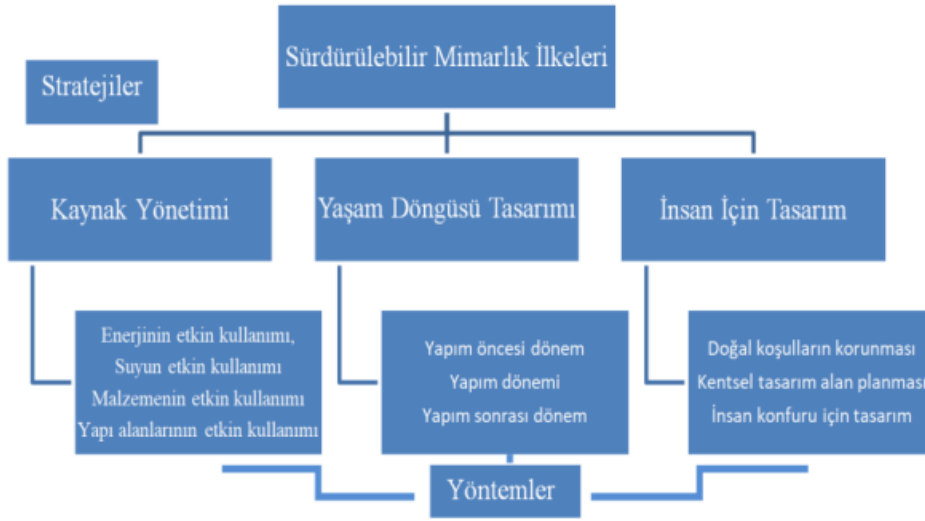 Sürdürülebilir Mimarlık İlkeleri
Stratejiler
Kaynak Yönetimi
Yaşam Döngüsü Tasarımı
İnsan İçin Tasarım
Enerjinin etkin kullanımı,
Suyun etkin kullanımı
Malzemenin etkin kullanımı
Yapı alanlarının etkin kullanımı
Yapım öncesi dönem
Yapım dönemi
Yapım sonrası dönem
Doğal koşulların korunması
Kentsel tasarım alan planması
İnsan konfuru için tasarım
Yöntemler